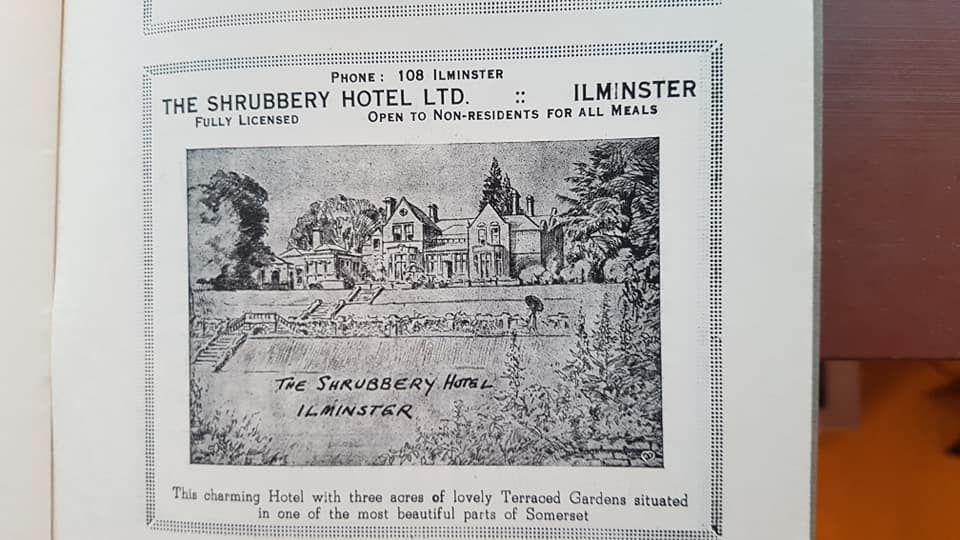 PHONE: 108 ILMINSTER
THE SHRUBBERY HOTEL LTD. :: ILMINSTER
FULLY LICENSED OPEN TO NON-RESIDENTS FOR ALL MEALS
THE SHRUBBERY HOTEL
ILMINSTER
This charming Hotel with three acres of lovely Terraced Gardens situated
in one of the most beautiful parts of Somerset